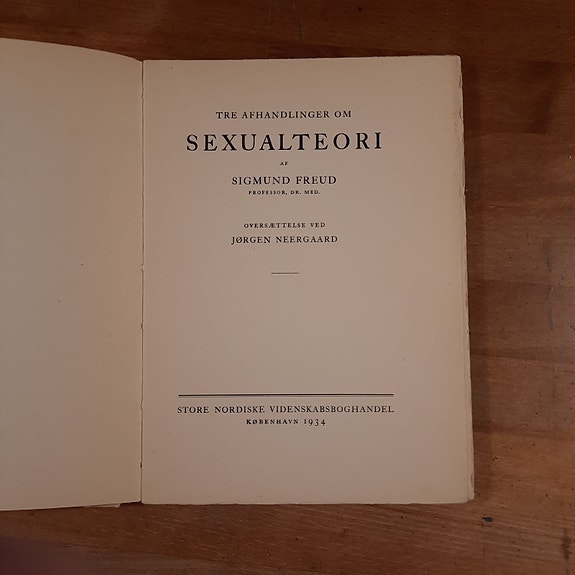 TRE AFHANDLINGER OM
SEXUALTEORI
AF
SIGMUND FREUD
PROFESSOR, DR. MED.
OVERSÆTTELSE VED
JØRGEN NEERGAARD
STORE NORDISKE VIDENSKABSBOGHANDEL
KØBENHAVN 1934